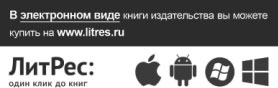 В электронном виде книги издательства вы можете
купить на www.litres.ru
ЛитРес:
один клик до книг